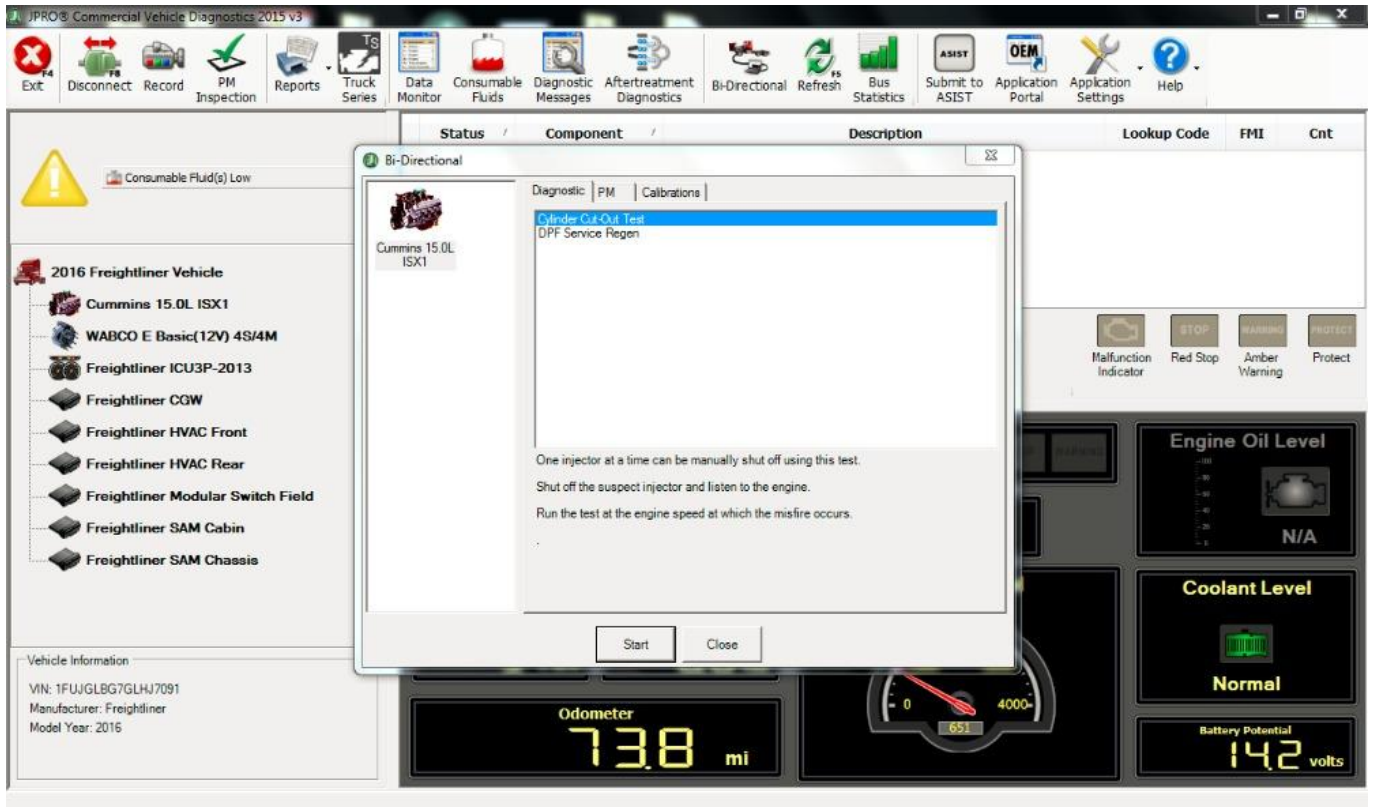 JPRO® Commercial Vehicle Diagnostics 2015 v3
Exit F4
Disconnect F8
Record
PM Inspection
Reports
TS
Truck Series
Data Monitor
Consumable Fluids
Diagnostic Messages
Aftertreatment Diagnostics
Bi-Directional
Refresh F5
Bus Statistics
ASIST
Submit to ASIST
OEM
Application Portal
Application Settings
Help
Status / Component / Description Lookup Code FMI Cnt
Consumable Fluid(s) Low
2016 Freightliner Vehicle
Cummins 15.0L ISX1
WABCO E Basic(12V) 4S/4M
Freightliner ICU3P-2013
Freightliner CGW
Freightliner HVAC Front
Freightliner HVAC Rear
Freightliner Modular Switch Field
Freightliner SAM Cabin
Freightliner SAM Chassis
Vehicle Information
VIN: 1FUJGLBG7GLHJ7091
Manufacturer: Freightliner
Model Year: 2016
Bi-Directional
Cummins 15.0L
ISX1
Diagnostic PM Calibrations
Cylinder Cut-Out Test
DPF Service Regen
One injector at a time can be manually shut off using this test.
Shut off the suspect injector and listen to the engine.
Run the test at the engine speed at which the misfire occurs.
.
Start Close
STOP WARNING PROTECT
Malfunction Indicator
Red Stop
Amber Warning
Protect
WARNING
Engine Oil Level
N/A
Coolant Level
Normal
0 4000
651
Odometer
73.8 mi
Battery Potential
14.2 volts